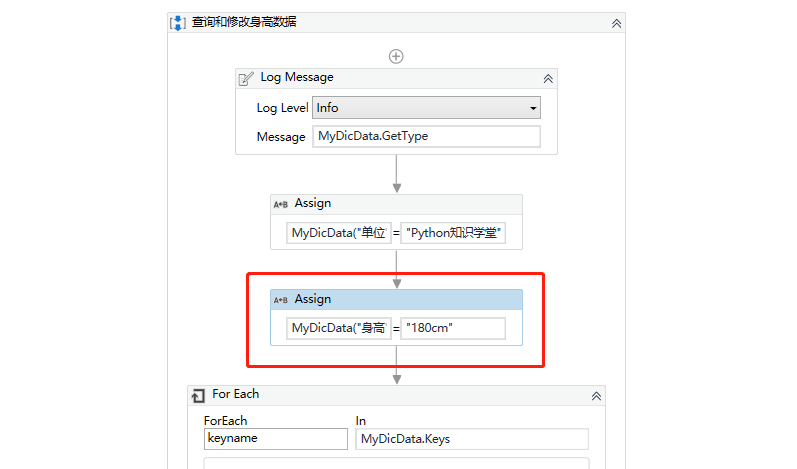 查询和修改身高数据
Log Message
Log Level Info
Message MyDicData.GetType
A+B Assign
MyDicData("单位" = "Python知识学堂"
A+B Assign
MyDicData("身高" = "180cm"
For Each
ForEach In
keyname MyDicData.Keys